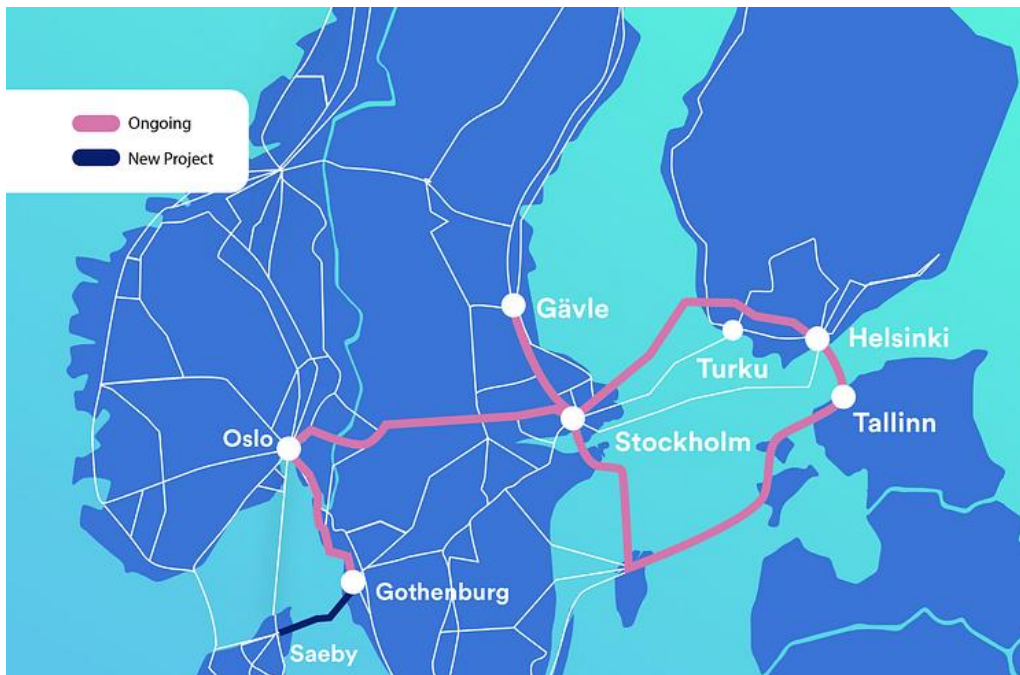 Ongoing
New Project
Gävle
Helsinki
Turku
Tallinn
Oslo
Stockholm
Gothenburg
Saeby